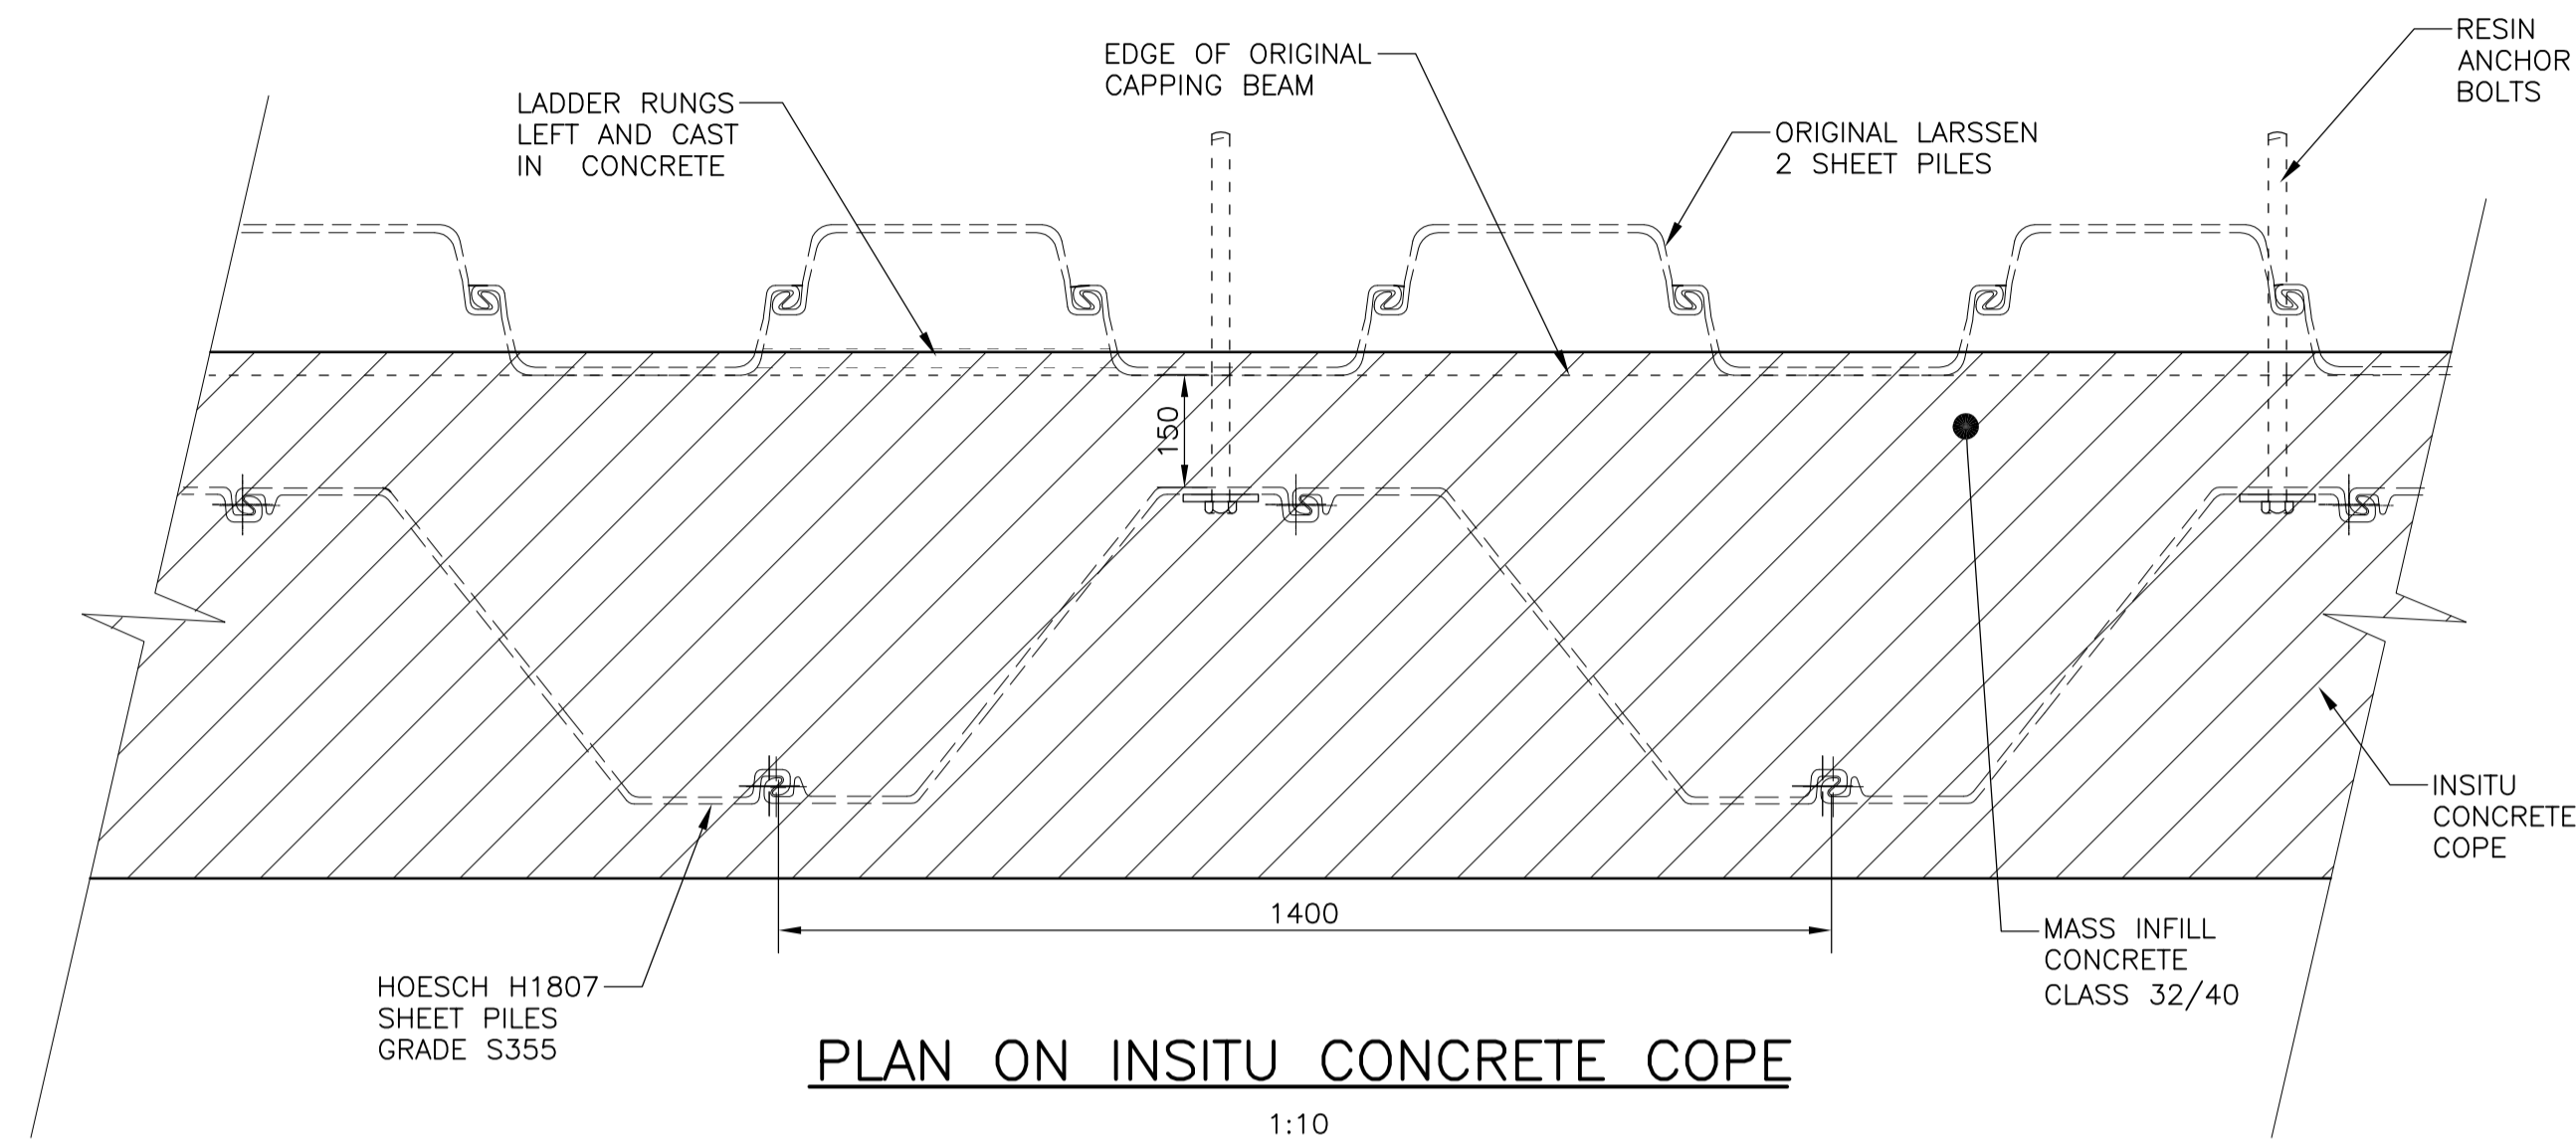 RESIN
ANCHOR
BOLTS
EDGE OF ORIGINAL
CAPPING BEAM
LADDER RUNGS
LEFT AND CAST
IN CONCRETE
ORIGINAL LARSSEN
2 SHEET PILES
150
INSITU
CONCRETE
COPE
1400
MASS INFILL
CONCRETE
CLASS 32/40
HOESCH H1807
SHEET PILES
GRADE S355
PLAN ON INSITU CONCRETE COPE
1:10